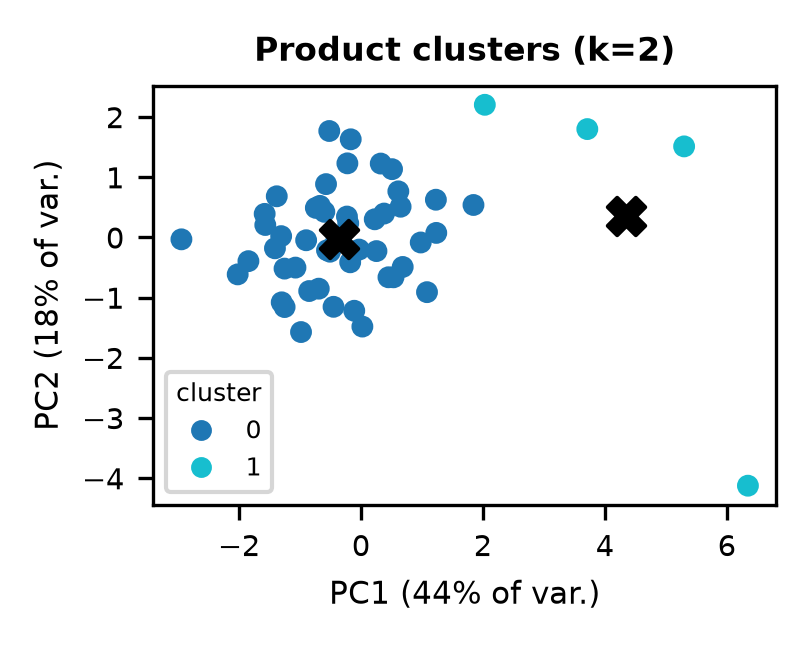 Product clusters (k=2)
2
1
0
−1
−2
−3
−4
PC2 (18% of var.)
cluster
0
1
−2 0 2 4 6
PC1 (44% of var.)